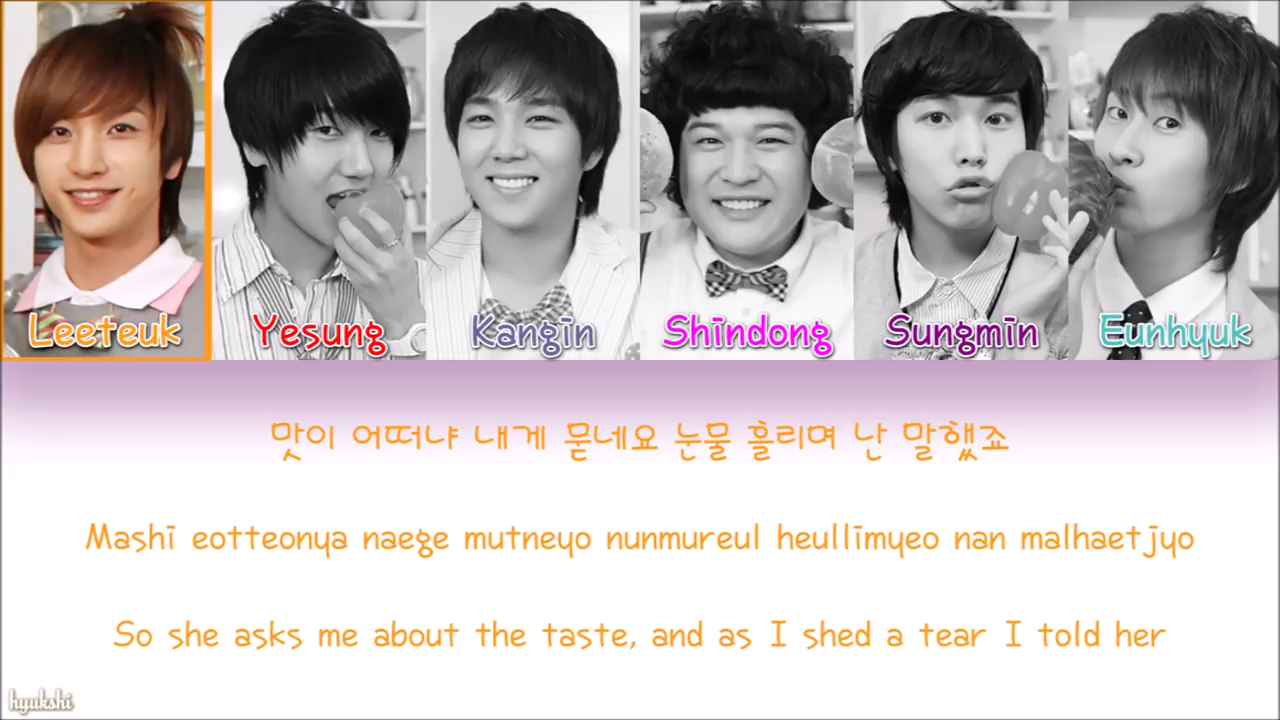 Leeteuk Yesung Kangin Shindong Sungmin Eunhyuk
맛이 어떠냐 내게 묻네요 눈물 흘리며 난 말했죠
Mashi eotteonya naege mutneyo nunmureul heullimyeo nan malhaetjyo
So she asks me about the taste, and as I shed a tear I told her
hyukshi